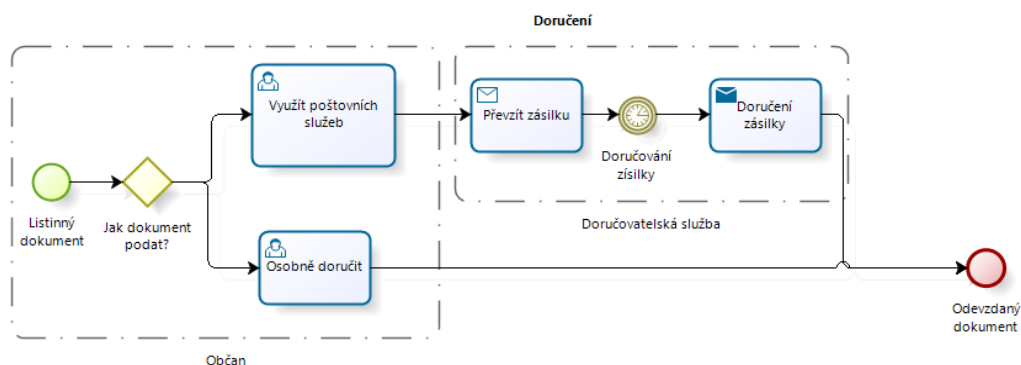 Doručení
Využít poštovních
služeb
Převzít zásilku
Doručení
zásilky
Doručování
zísilky
Listinný
dokument
Jak dokument
podat?
Doručovatelská služba
Osobně doručit
Odevzdaný
dokument
Občan